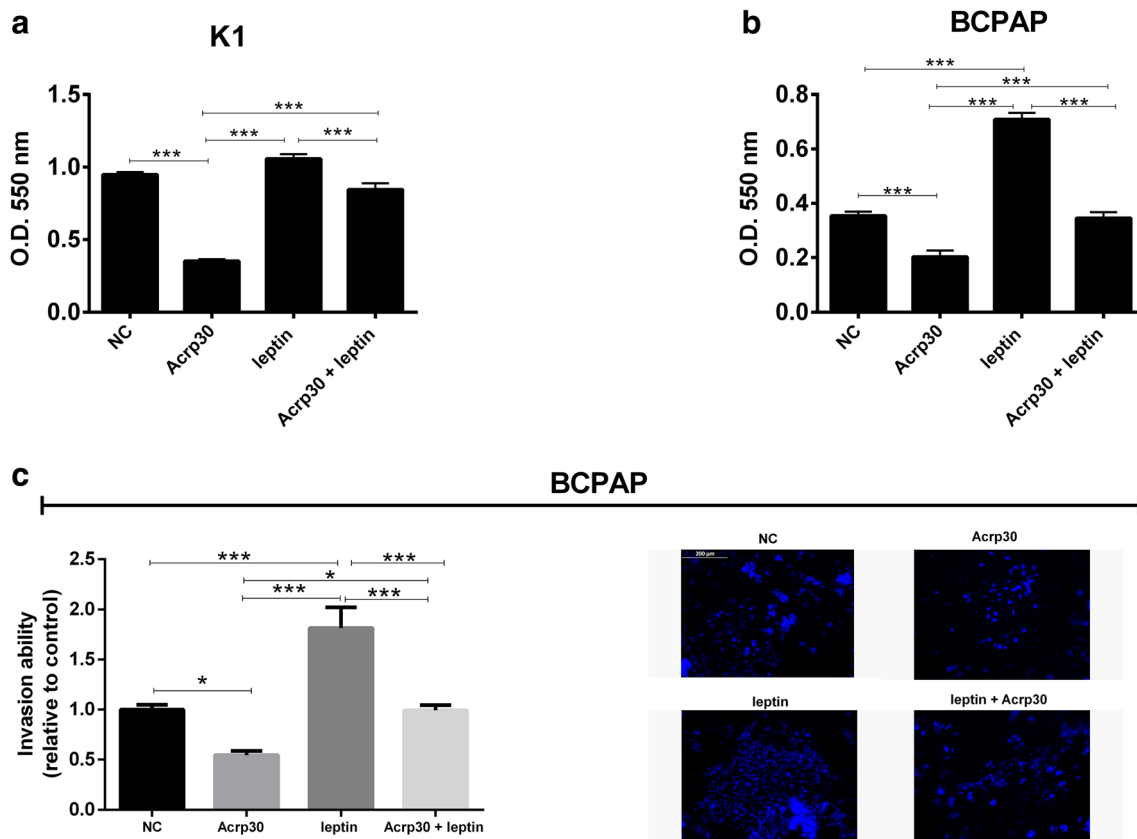 a
K1
O.D. 550 nm
1.5
1.0
0.5
0.0
***
***
***
***
NC
Acrp30
leptin
Acrp30 + leptin
b
BCPAP
O.D. 550 nm
0.8
0.6
0.4
0.2
0.0
***
***
***
***
***
NC
Acrp30
leptin
Acrp30 + leptin
c
BCPAP
Invasion ability
(relative to control)
2.5
2.0
1.5
1.0
0.5
0.0
***
***
*
***
***
*
NC
Acrp30
leptin
Acrp30 + leptin
NC
Acrp30
200 µm
leptin
leptin + Acrp30